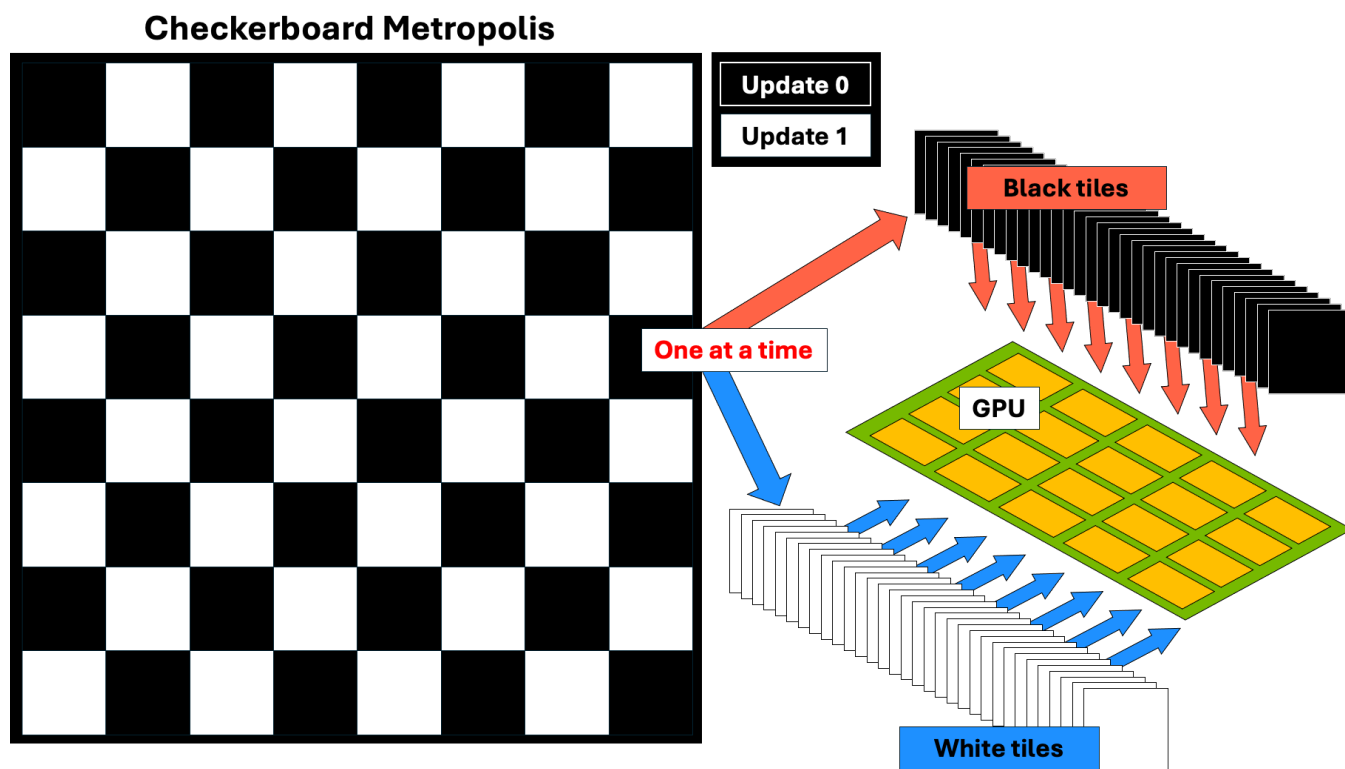 Checkerboard Metropolis
Update 0
Update 1
Black tiles
One at a time
GPU
White tiles